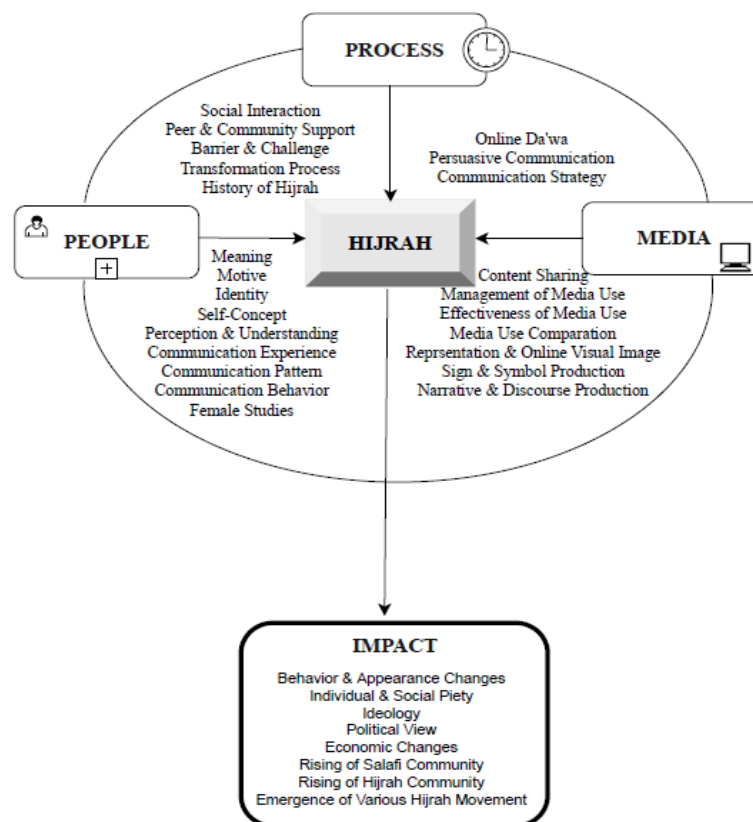 PROCESS
Social Interaction
Peer & Community Support
Barrier & Challenge
Transformation Process
History of Hijrah
Online Da'wa
Persuasive Communication
Communication Strategy
PEOPLE
HIJRAH
MEDIA
Meaning
Motive
Identity
Self-Concept
Perception & Understanding
Communication Experience
Communication Pattern
Communication Behavior
Female Studies
Content Sharing
Management of Media Use
Effectiveness of Media Use
Media Use Comparation
Reprsentation & Online Visual Image
Sign & Symbol Production
Narrative & Discourse Production
IMPACT
Behavior & Appearance Changes
Individual & Social Piety
Ideology
Political View
Economic Changes
Rising of Salafi Community
Rising of Hijrah Community
Emergence of Various Hijrah Movement